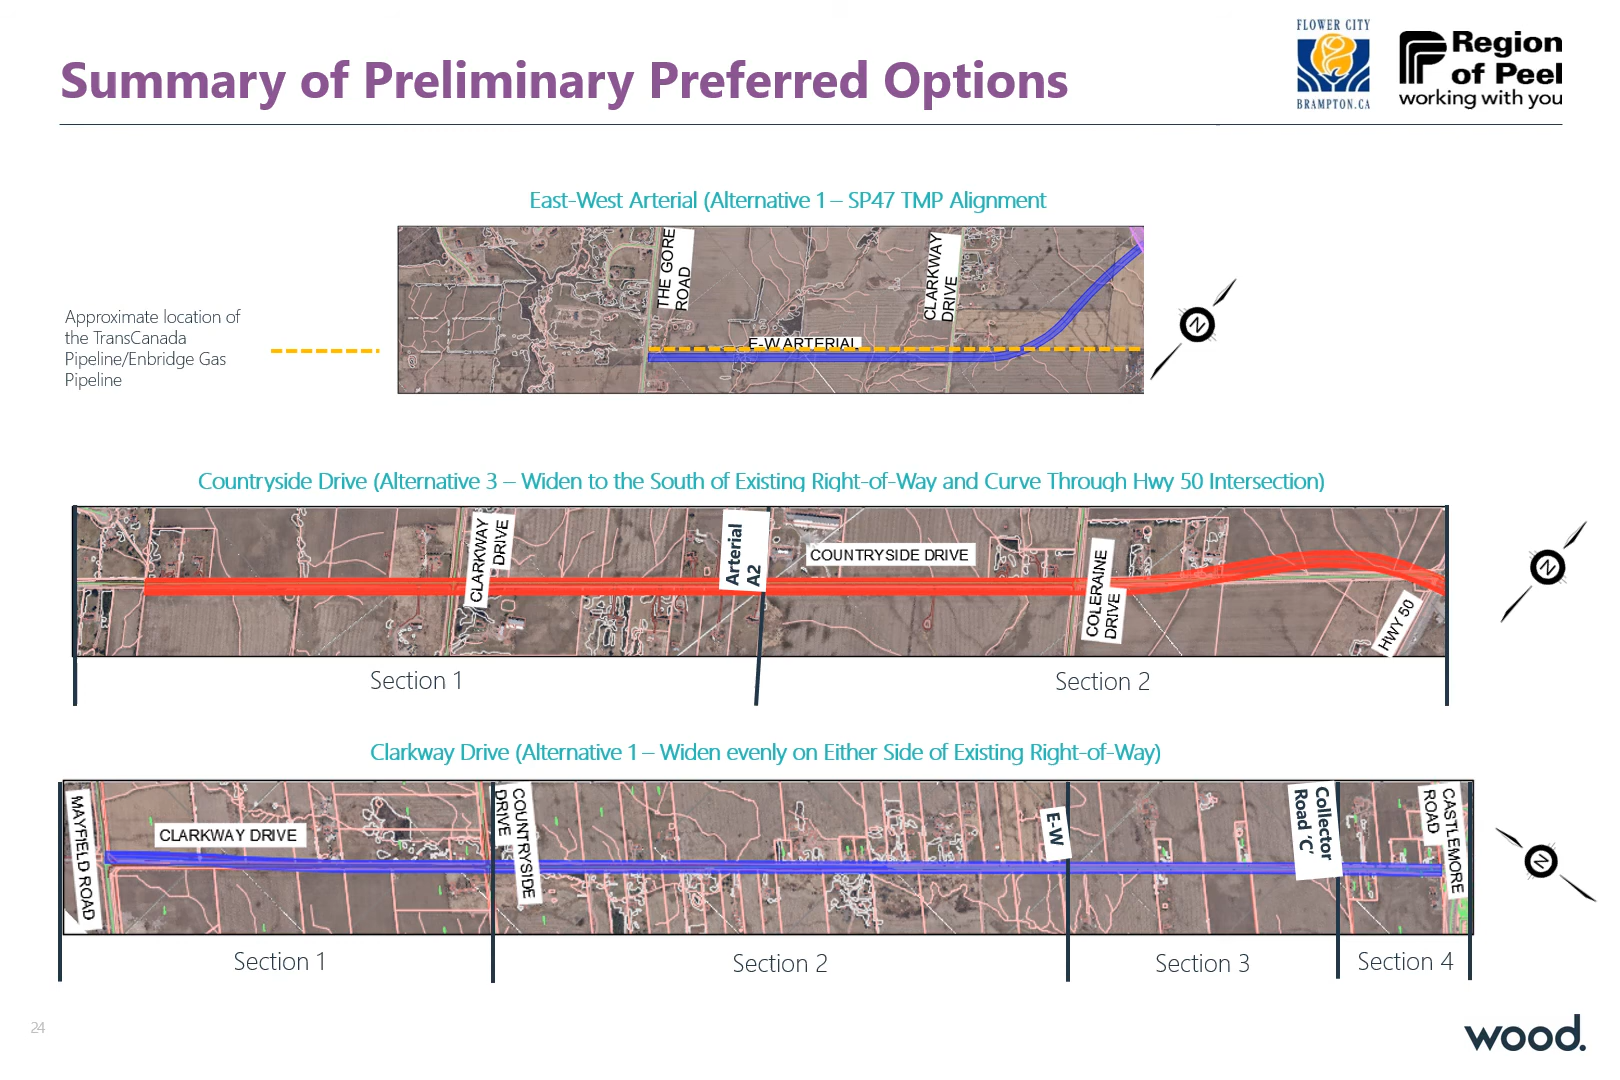 FLOWER CITY
BRAMPTON.CA
Region
of Peel
working with you
Summary of Preliminary Preferred Options
East-West Arterial (Alternative 1 – SP47 TMP Alignment
THE GORE
ROAD
CLARKWAY
DRIVE
E-W ARTERIAL
N
Approximate location of
the TransCanada
Pipeline/Enbridge Gas
Pipeline
Countryside Drive (Alternative 3 – Widen to the South of Existing Right-of-Way and Curve Through Hwy 50 Intersection)
CLARKWAY
DRIVE
Arterial
A2
COUNTRYSIDE DRIVE
COLERAINE
DRIVE
HWY 50
N
Section 1
Section 2
Clarkway Drive (Alternative 1 – Widen evenly on Either Side of Existing Right-of-Way)
MAYFIELD ROAD
CLARKWAY DRIVE
COUNTRYSIDE
DRIVE
E-W
Collector
Road ‘C’
CASTLEMORE
ROAD
N
Section 1
Section 2
Section 3
Section 4
24
wood.